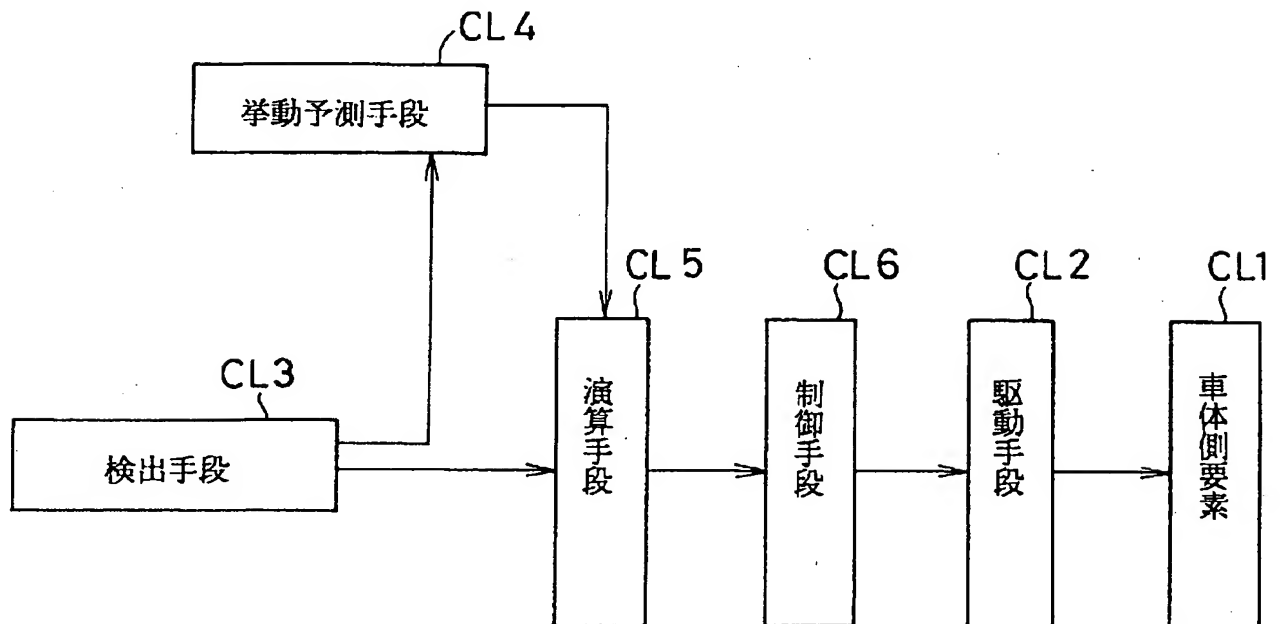 CL4
挙動予測手段
CL5
CL6
CL2
CL1
CL3
検出手段
演算手段
制御手段
駆動手段
車体側要素